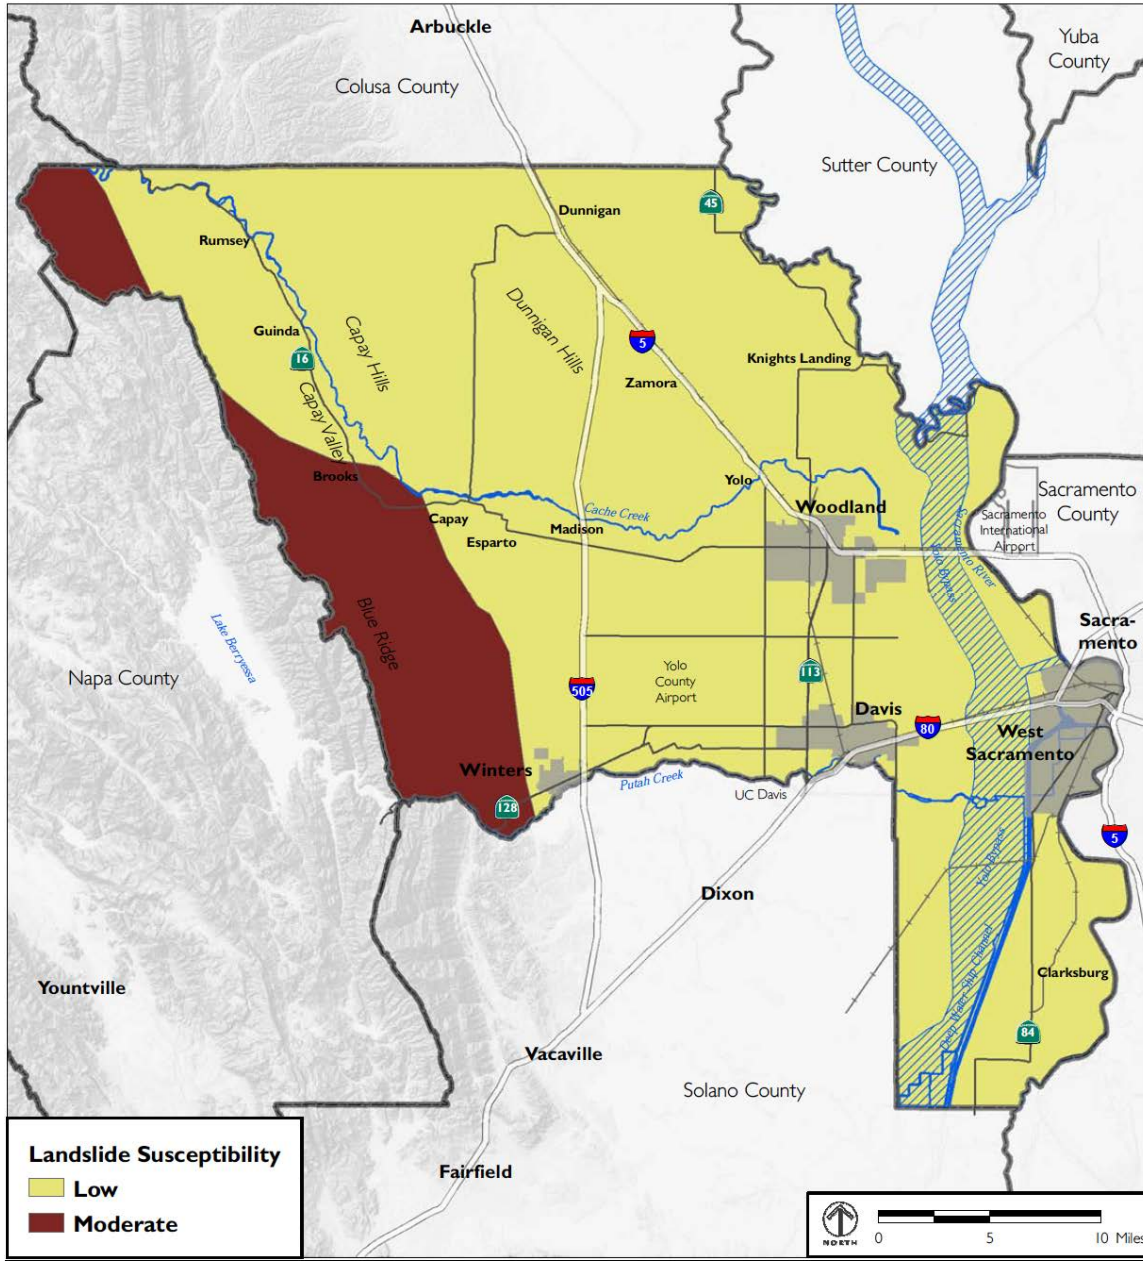 Arbuckle
Colusa County
Yuba
County
Sutter County
45
Dunnigan
Rumsey
Dunnigan Hills
Capay Hills
Guinda
16
5
Knights Landing
Zamora
Capay Valley
Brooks
Yolo
Woodland
Sacramento
County
Sacramento
International
Airport
Sacramento River
Yolo Bypass
Capay
Cache Creek
Madison
Esparto
Blue Ridge
Lake Berryessa
Sacra-
mento
Napa County
Yolo
County
Airport
113
505
Davis
80
West
Sacramento
Winters
Putah Creek
UC Davis
128
5
Yolo Bypass
Dixon
Deep Water Ship Channel
Clarksburg
Yountville
84
Vacaville
Solano County
Fairfield
Landslide Susceptibility
Low
Moderate
NORTH
0 5 10 Miles